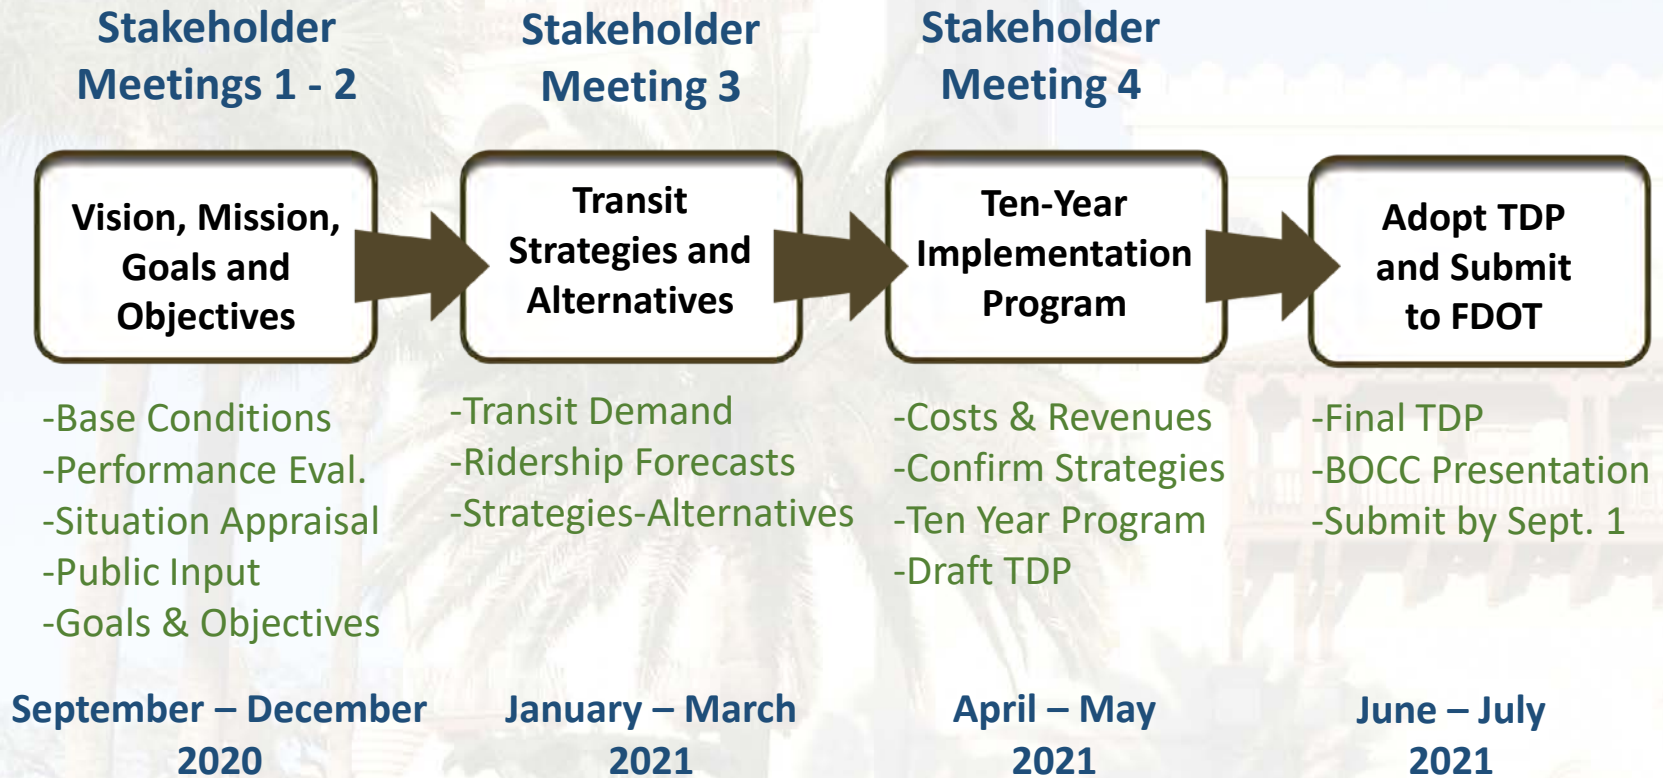 Stakeholder
Meetings 1 - 2
Stakeholder
Meeting 3
Stakeholder
Meeting 4
Vision, Mission,
Goals and
Objectives
Transit
Strategies and
Alternatives
Ten-Year
Implementation
Program
Adopt TDP
and Submit
to FDOT
-Base Conditions
-Performance Eval.
-Situation Appraisal
-Public Input
-Goals & Objectives
-Transit Demand
-Ridership Forecasts
-Strategies-Alternatives
-Costs & Revenues
-Confirm Strategies
-Ten Year Program
-Draft TDP
-Final TDP
-BOCC Presentation
-Submit by Sept. 1
September – December
2020
January – March
2021
April – May
2021
June – July
2021